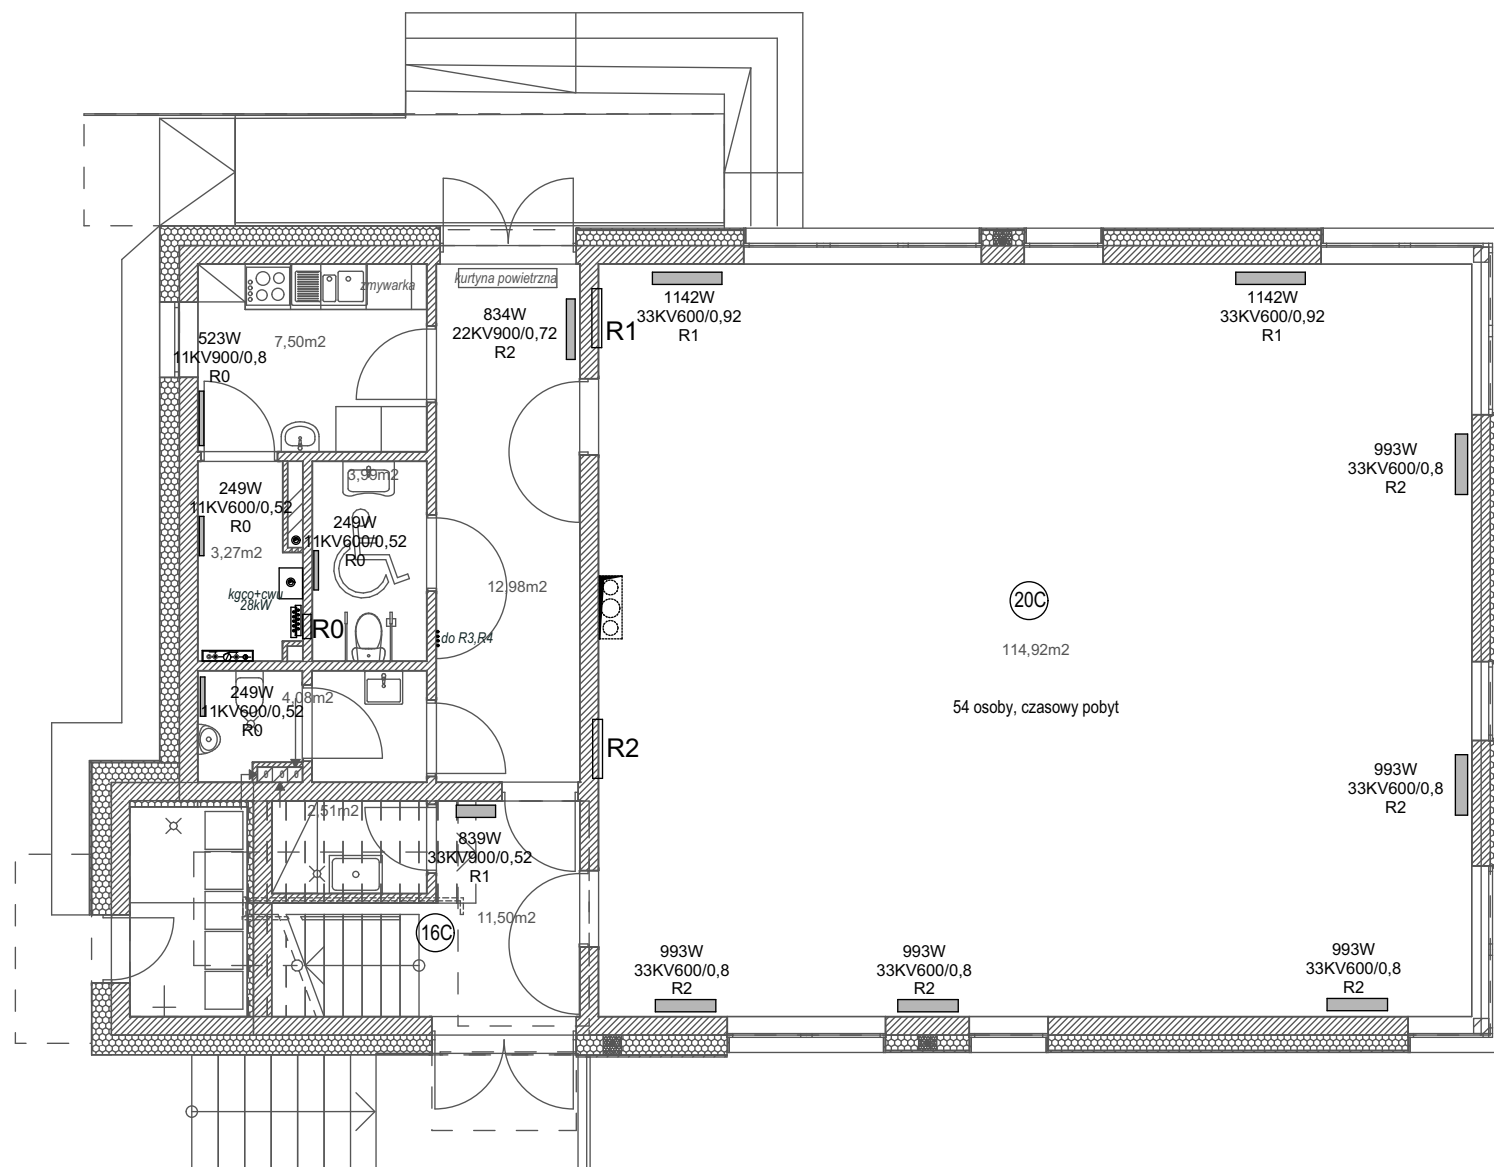 zmywarka
kurtyna powietrzna
523W
11KV900/0,8
R0
7,50m2
834W
22KV900/0,72
R2
R1
1142W
33KV600/0,92
R1
1142W
33KV600/0,92
R1
993W
33KV600/0,8
R2
249W
11KV600/0,52
R0
3,27m2
kgco+cwu
28kW
3,99m2
249W
11KV600/0,52
R0
R0
12,98m2
do R3,R4
20C
114,92m2
54 osoby, czasowy pobyt
249W
11KV600/0,52
R0
4,08m2
R2
993W
33KV600/0,8
R2
2,51m2
839W
33KV900/0,52
R1
11,50m2
16C
993W
33KV600/0,8
R2
993W
33KV600/0,8
R2
993W
33KV600/0,8
R2